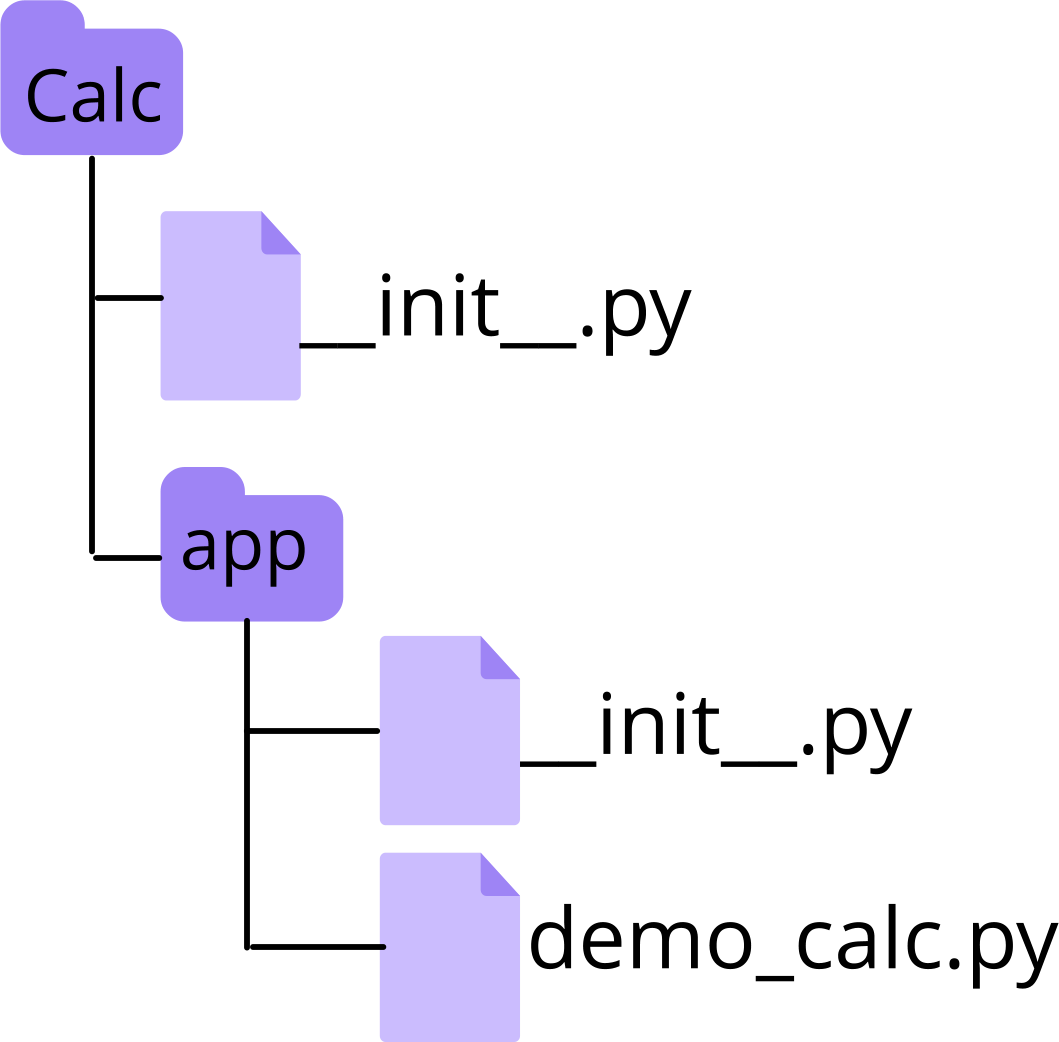 Calc
__init__.py
app
__init__.py
demo_calc.py